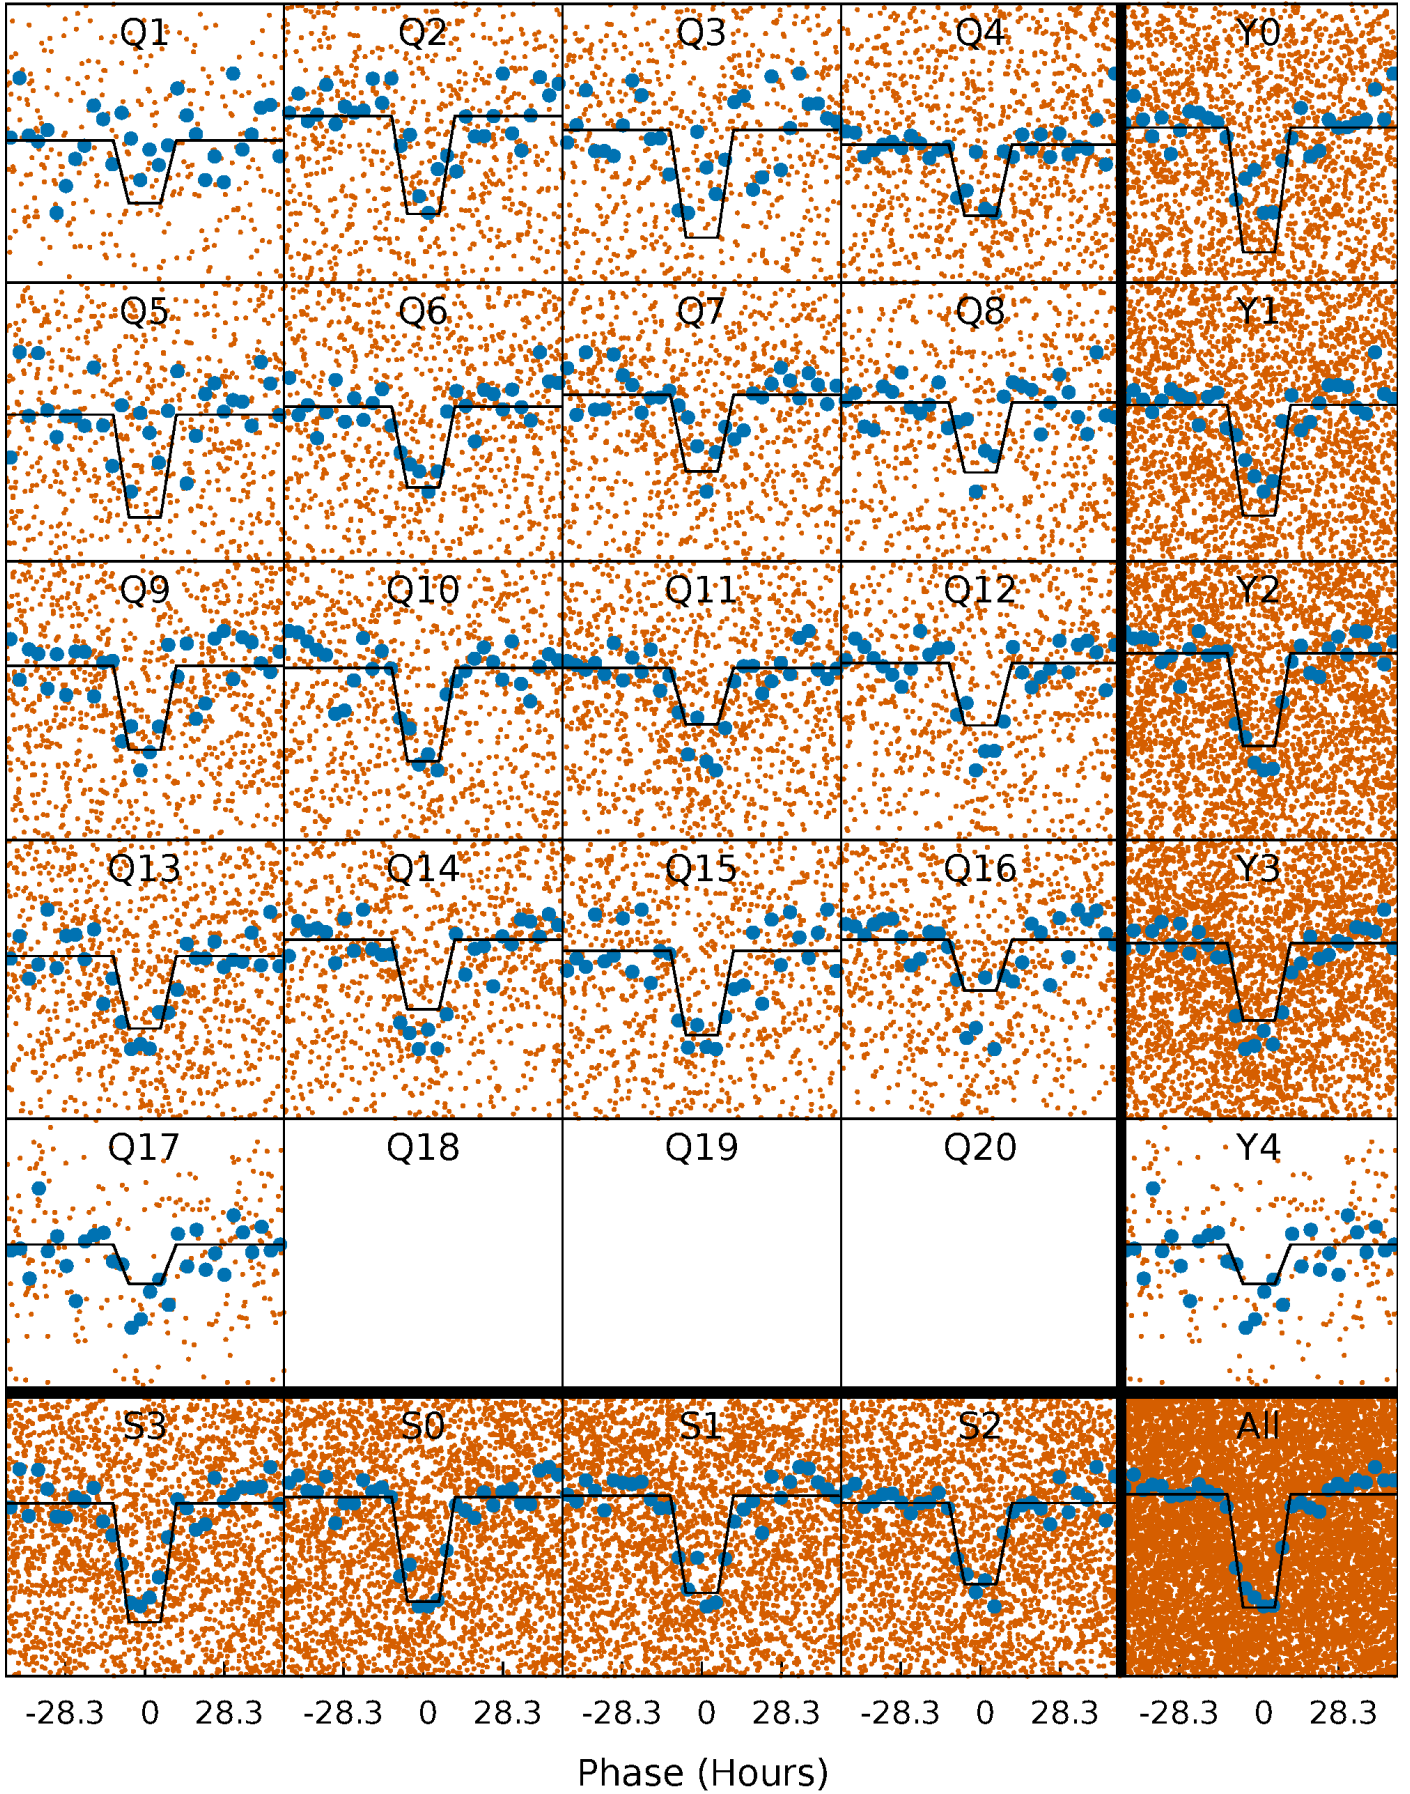 Q1 Q2 Q3 Q4 Y0
Q5 Q6 Q7 Q8 Y1
Q9 Q10 Q11 Q12 Y2
Q13 Q14 Q15 Q16 Y3
Q17 Q18 Q19 Q20 Y4
S3 S0 S1 S2 All
-28.3 0 28.3 -28.3 0 28.3 -28.3 0 28.3 -28.3 0 28.3 -28.3 0 28.3
Phase (Hours)